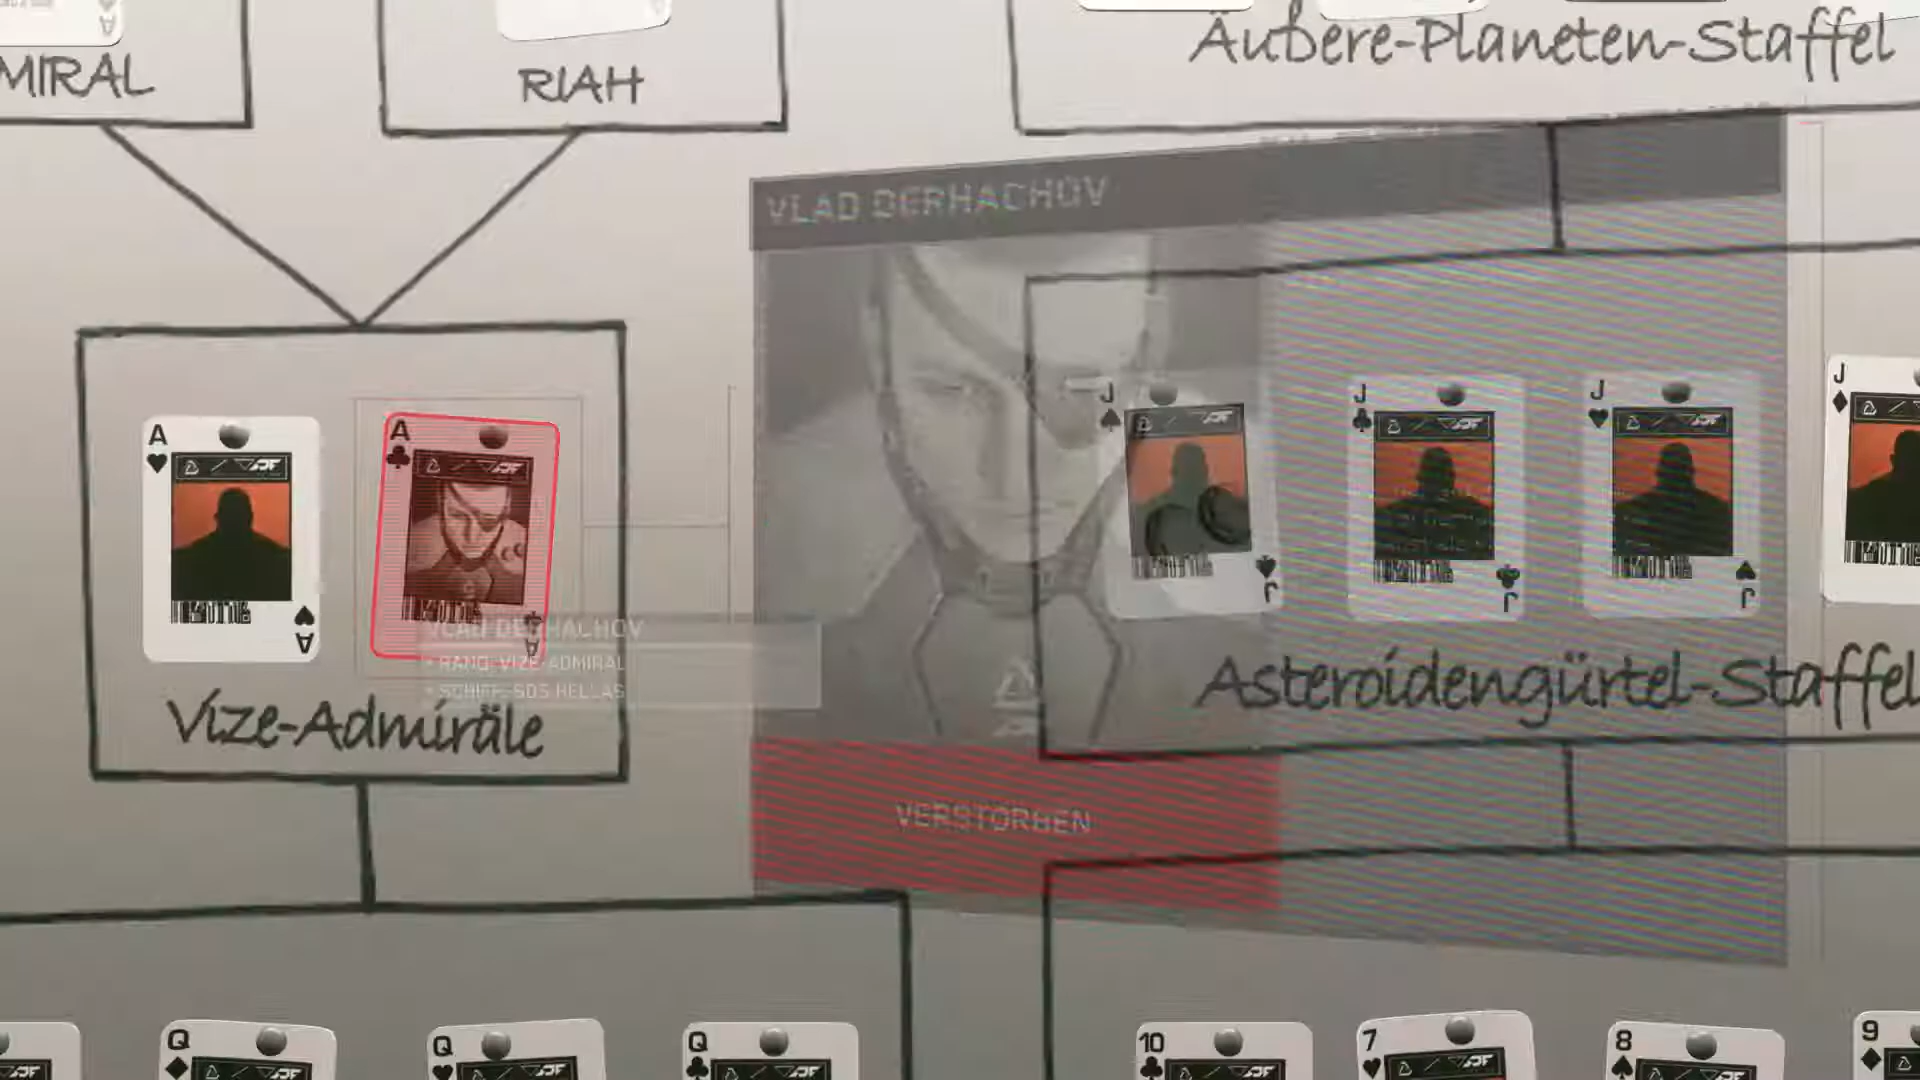 MIRAL
RIAH
Äußere-Planeten-Staffel
VLAD DERHACHOV
A
A
J
J
J
J
A
A
J
J
J
VLAD DERHACHOV
• RANG: VIZE-ADMIRAL
• SCHIFF: SDS HELLAS
Vize-Admiräle
Asteroidengürtel-Staffel
VERSTORBEN
Q
Q
Q
10
7
8
9